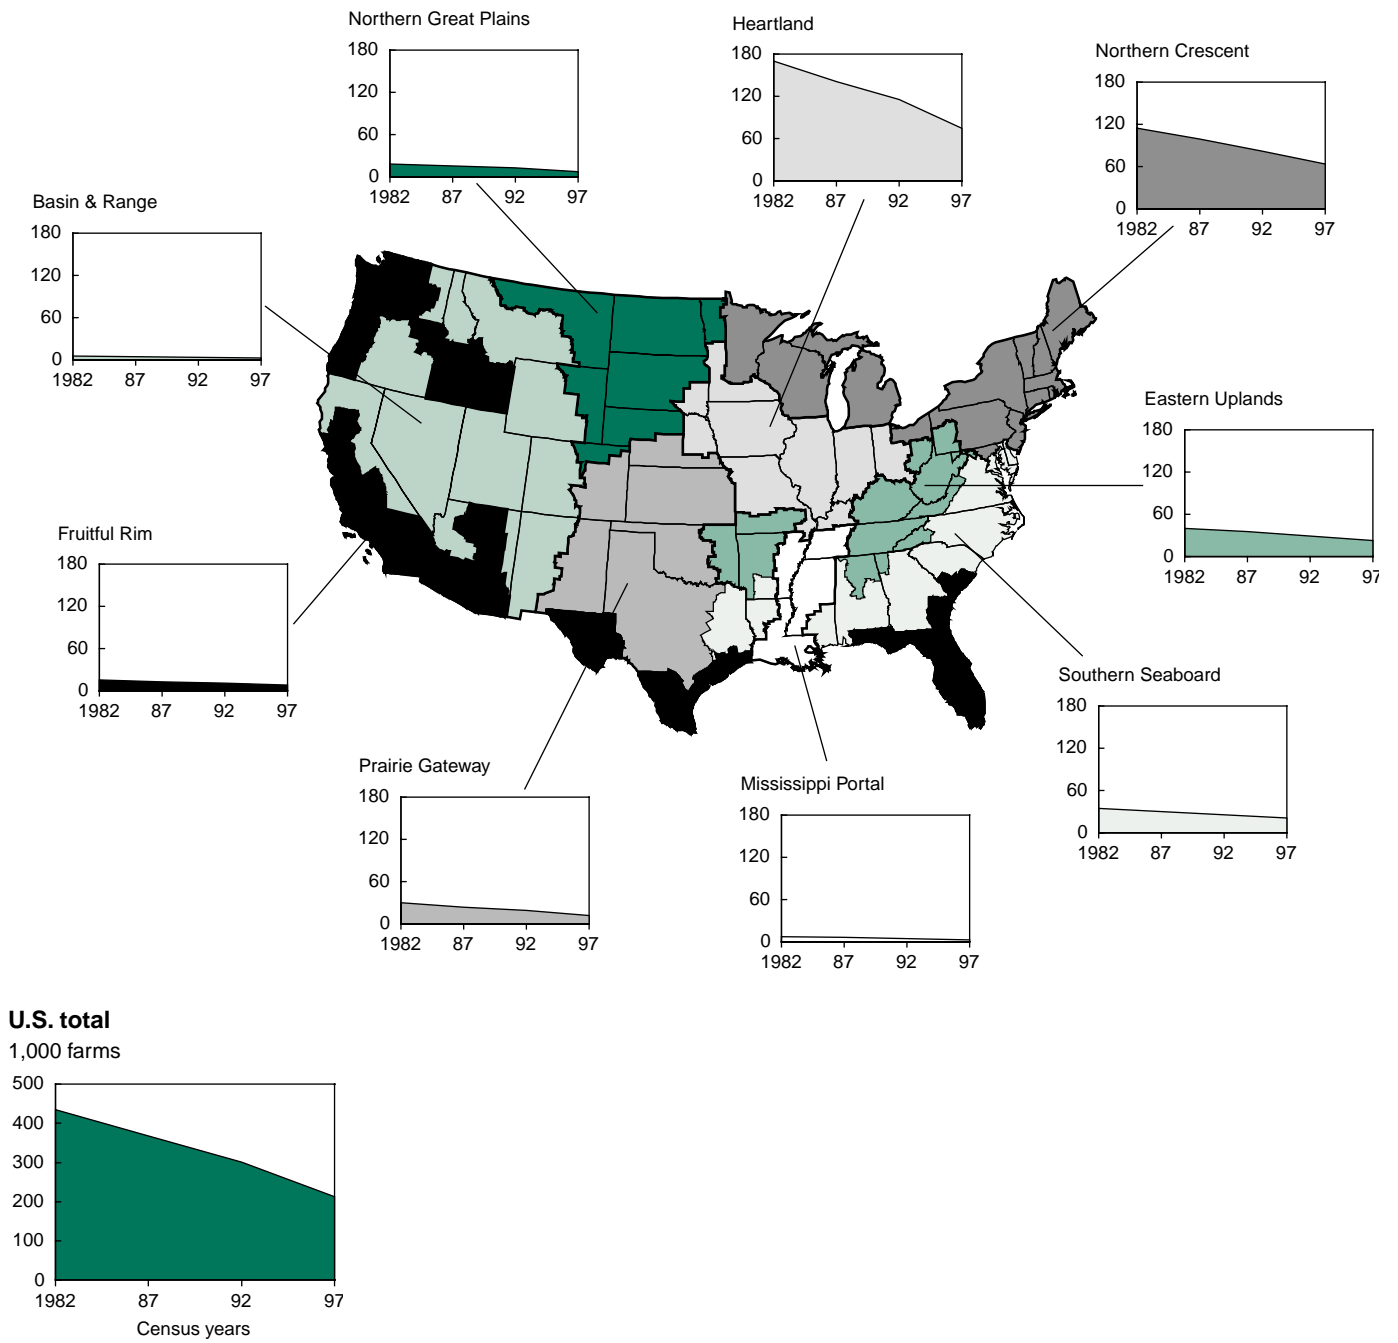 Northern Great Plains
180
120
60
0
1982 87 92 97
Heartland
180
120
60
0
1982 87 92 97
Northern Crescent
180
120
60
0
1982 87 92 97
Basin & Range
180
120
60
0
1982 87 92 97
Eastern Uplands
180
120
60
0
1982 87 92 97
Fruitful Rim
180
120
60
0
1982 87 92 97
Southern Seaboard
180
120
60
0
1982 87 92 97
Prairie Gateway
180
120
60
0
1982 87 92 97
Mississippi Portal
180
120
60
0
1982 87 92 97
U.S. total
1,000 farms
500
400
300
200
100
0
1982 87 92 97
Census years